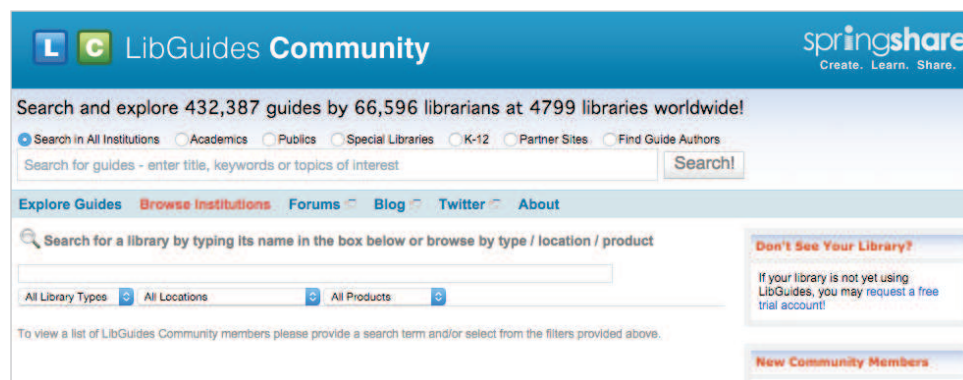 L C LibGuides Community
springshare
Create. Learn. Share.
Search and explore 432,387 guides by 66,596 librarians at 4799 libraries worldwide!
Search in All Institutions Academics Publics Special Libraries K-12 Partner Sites Find Guide Authors
Search for guides - enter title, keywords or topics of interest Search!
Explore Guides Browse Institutions Forums Blog Twitter About
Search for a library by typing its name in the box below or browse by type / location / product
All Library Types All Locations All Products
To view a list of LibGuides Community members please provide a search term and/or select from the filters provided above.
Don't See Your Library?
If your library is not yet using
LibGuides, you may request a free
trial account!
New Community Members